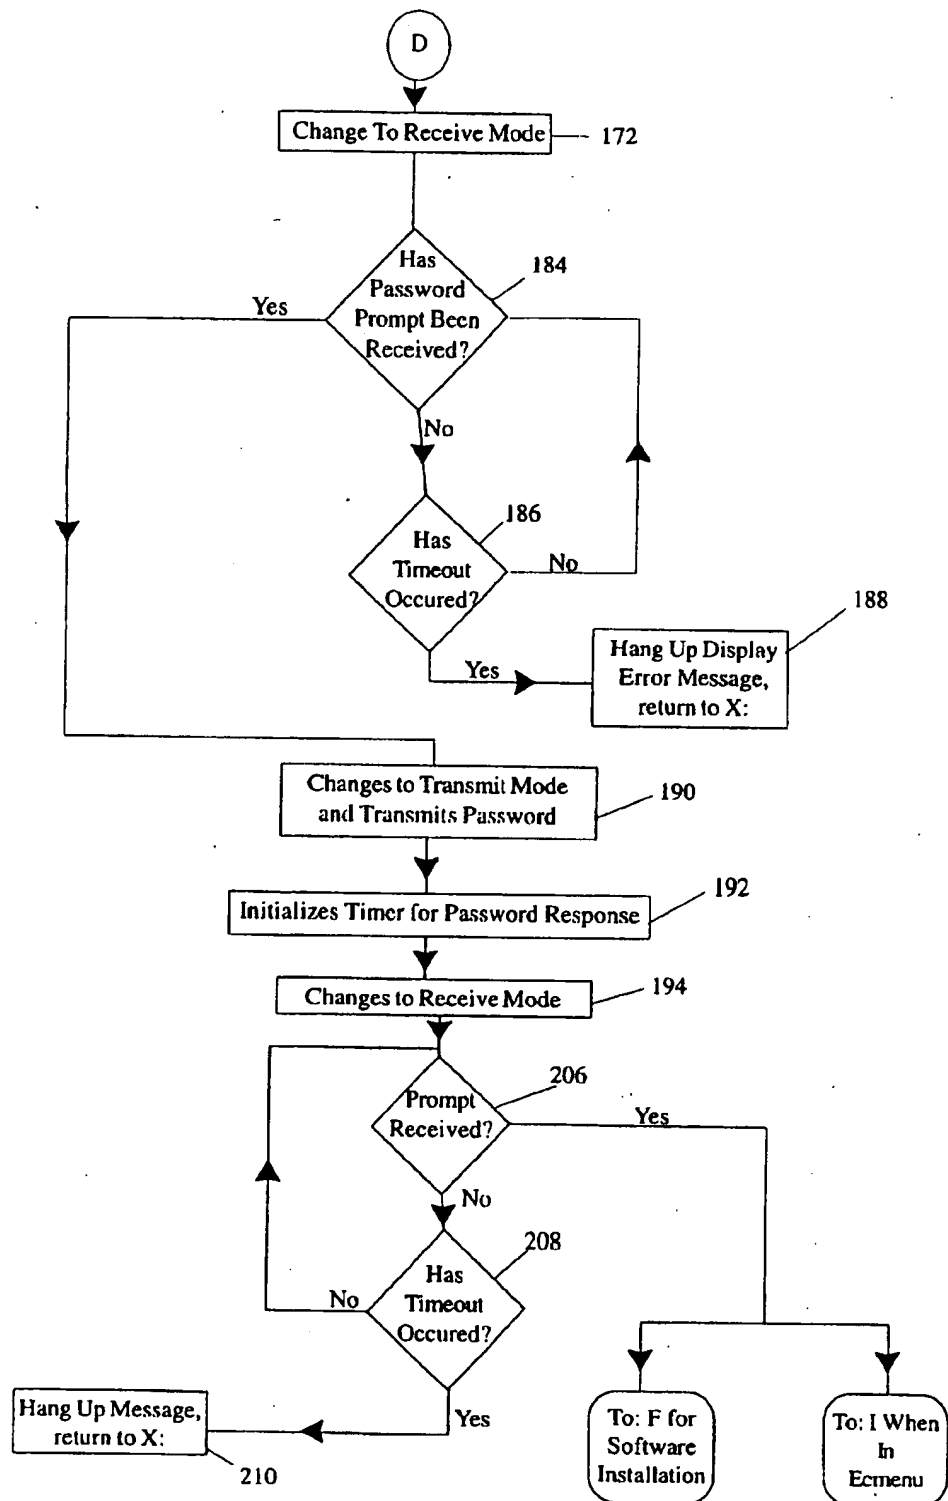 D
Change To Receive Mode
172
Has
Password
Prompt Been
Received?
184
Yes
No
Has
Timeout
Occured?
186
No
Yes
Hang Up Display
Error Message,
return to X:
188
Changes to Transmit Mode
and Transmits Password
190
Initializes Timer for Password Response
192
Changes to Receive Mode
194
Prompt
Received?
206
Yes
No
Has
Timeout
Occured?
208
No
Yes
Hang Up Message,
return to X:
210
To: F for
Software
Installation
To: I When
In
Ecmenu